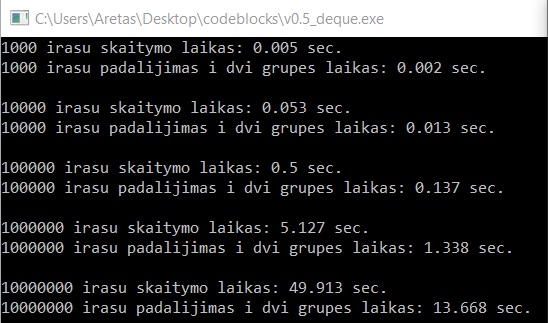 C:\Users\Aretas\Desktop\codeblocks\v0.5_deque.exe
1000 irasu skaitymo laikas: 0.005 sec.
1000 irasu padalijimas i dvi grupes laikas: 0.002 sec.
10000 irasu skaitymo laikas: 0.053 sec.
10000 irasu padalijimas i dvi grupes laikas: 0.013 sec.
100000 irasu skaitymo laikas: 0.5 sec.
100000 irasu padalijimas i dvi grupes laikas: 0.137 sec.
1000000 irasu skaitymo laikas: 5.127 sec.
1000000 irasu padalijimas i dvi grupes laikas: 1.338 sec.
10000000 irasu skaitymo laikas: 49.913 sec.
10000000 irasu padalijimas i dvi grupes laikas: 13.668 sec.